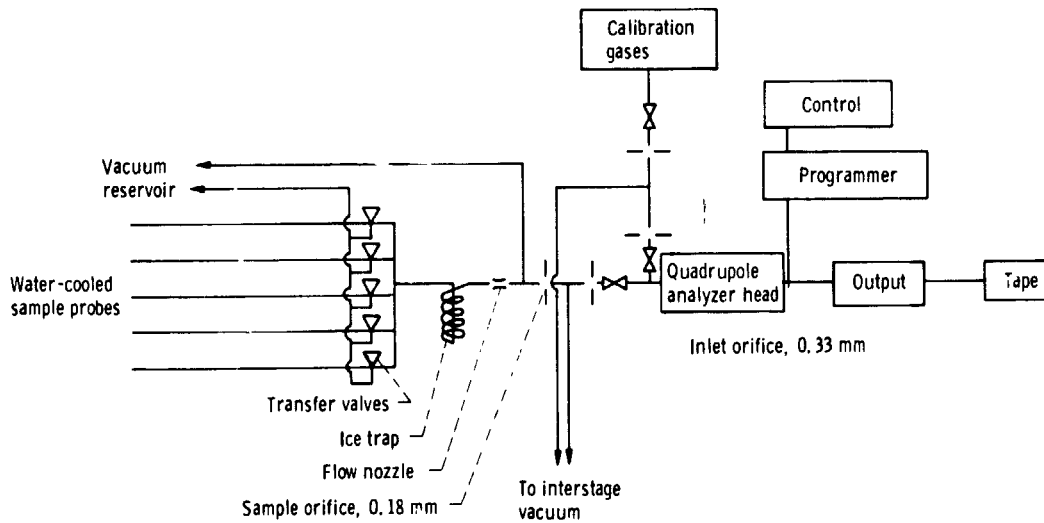 Calibration
gases
Control
Programmer
Vacuum
reservoir
Water-cooled
sample probes
Quadrupole
analyzer head
Output
Tape
Inlet orifice, 0.33 mm
Transfer valves
Ice trap
Flow nozzle
Sample orifice, 0.18 mm
To interstage
vacuum